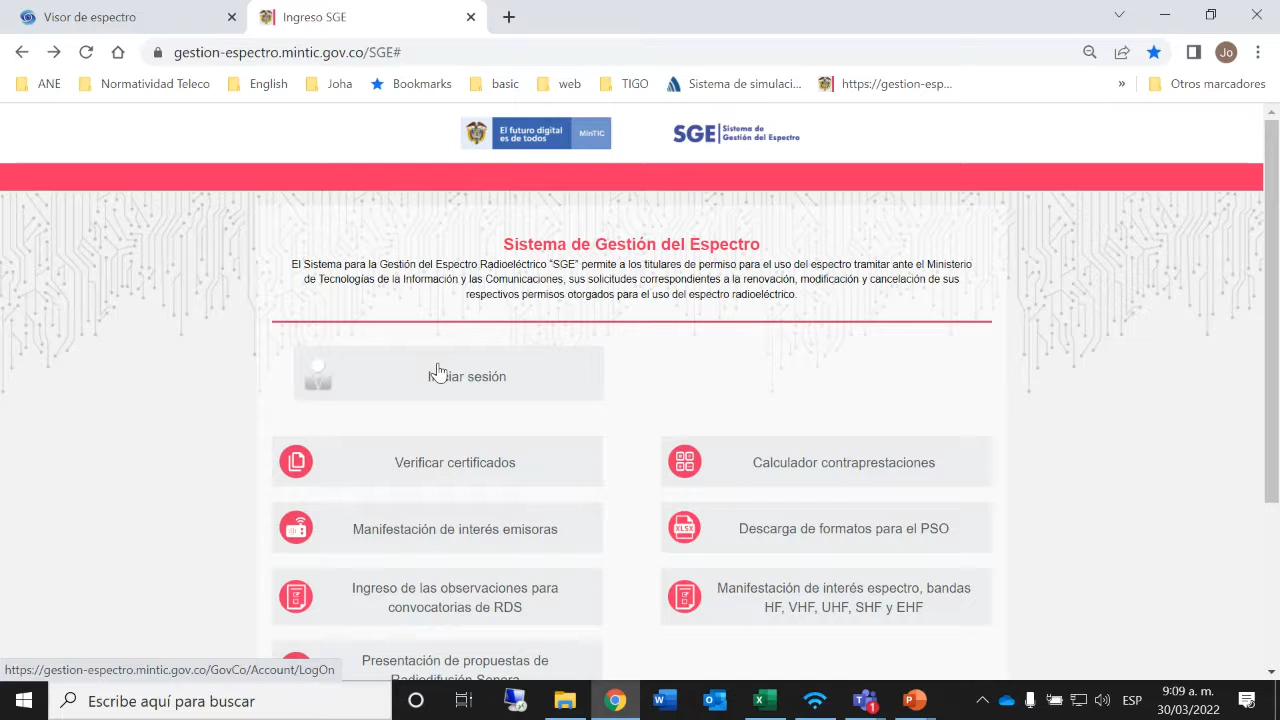 Visor de espectro
Ingreso SGE
gestion-espectro.mintic.gov.co/SGE#
Jo
ANE
Normatividad Teleco
English
Joha
Bookmarks
basic
web
TIGO
Sistema de simulaci...
https://gestion-esp...
»
Otros marcadores
El futuro digital
es de todos
MinTIC
SGE
Sistema de
Gestión del Espectro
Sistema de Gestión del Espectro
El Sistema para la Gestión del Espectro Radioeléctrico “SGE” permite a los titulares de permiso para el uso del espectro tramitar ante el Ministerio
de Tecnologías de la Información y las Comunicaciones, sus solicitudes correspondientes a la renovación, modificación y cancelación de sus
respectivos permisos otorgados para el uso del espectro radioeléctrico.
Iniciar sesión
Verificar certificados
Calculador contraprestaciones
Manifestación de interés emisoras
XLSX
Descarga de formatos para el PSO
Ingreso de las observaciones para
convocatorias de RDS
Manifestación de interés espectro, bandas
HF, VHF, UHF, SHF y EHF
Presentación de propuestas de
Radiodifusión Sonora
https://gestion-espectro.mintic.gov.co/GovCo/Account/LogOn
Escribe aquí para buscar
ESP
9:09 a. m.
30/03/2022